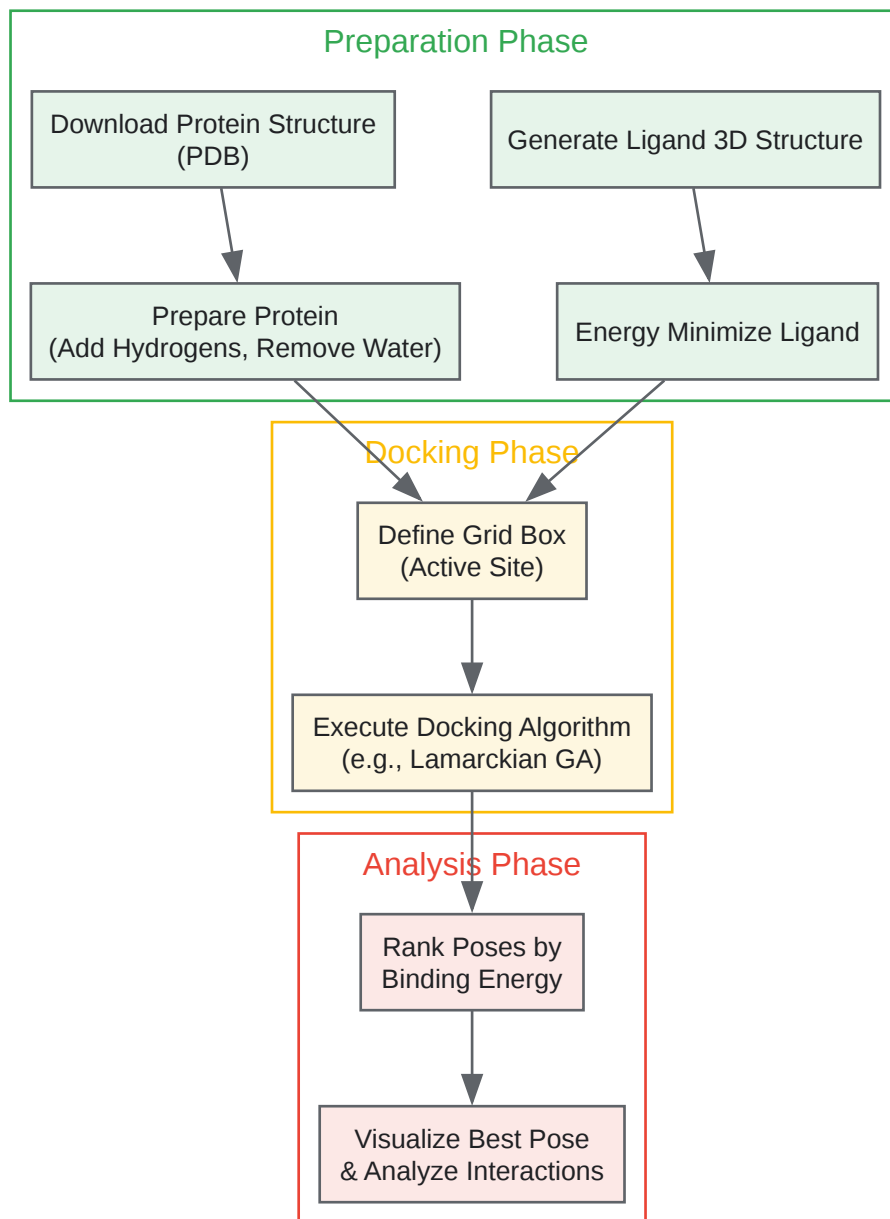 Preparation Phase
Download Protein Structure
(PDB)
Generate Ligand 3D Structure
Prepare Protein
(Add Hydrogens, Remove Water)
Energy Minimize Ligand
Docking Phase
Define Grid Box
(Active Site)
Execute Docking Algorithm
(e.g., Lamarckian GA)
Analysis Phase
Rank Poses by
Binding Energy
Visualize Best Pose
& Analyze Interactions